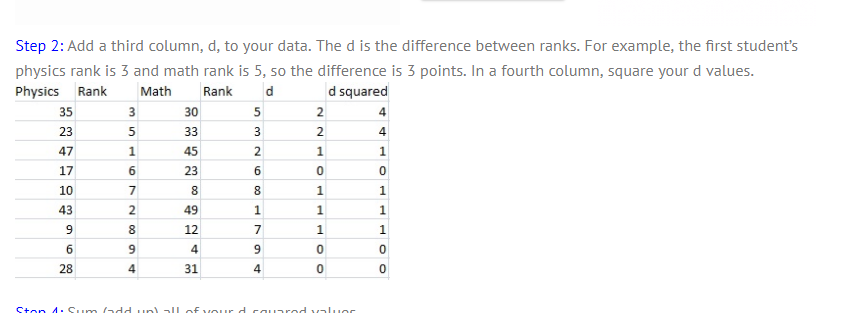 Step 2: Add a third column, d, to your data. The d is the difference between ranks. For example, the first student's
physics rank is 3 and math rank is 5, so the difference is 3 points. In a fourth column, square your d values.
Physics Rank Math Rank d d squared
35 3 30 5 2 4
23 5 33 3 2 4
47 1 45 2 1 1
17 6 23 6 0 0
10 7 8 8 1 1
43 2 49 1 1 1
9 8 12 7 1 1
6 9 4 9 0 0
28 4 31 4 0 0
Step 4: Sum (add up) all of your d squared values.